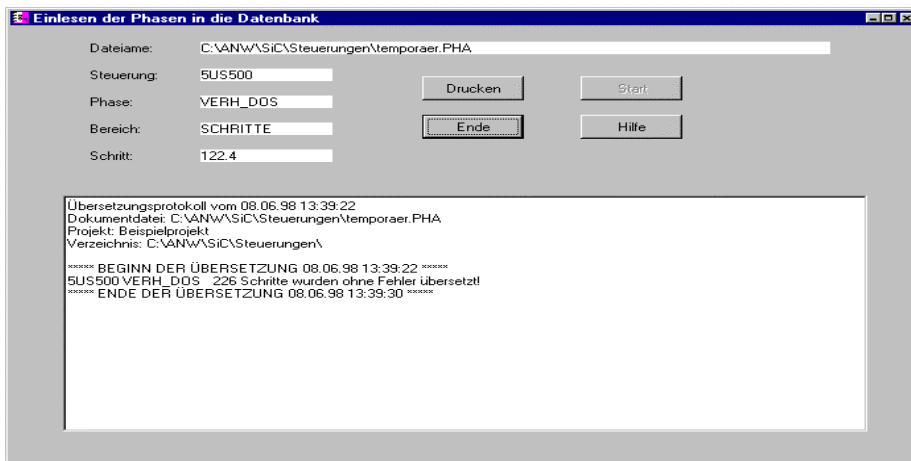 Einlesen der Phasen in die Datenbank
Dateiame: C:\ANW\SiC\Steuerungen\temporaer.PHA
Steuerung: 5US500
Drucken Start
Phase: VERH_DOS
Bereich: SCHRITTE
Ende Hilfe
Schritt: 122.4
Übersetzungsprotokoll vom 08.06.98 13:39:22
Dokumentdatei: C:\ANW\SiC\Steuerungen\temporaer.PHA
Projekt: Beispielprojekt
Verzeichnis: C:\ANW\SiC\Steuerungen\
***** BEGINN DER ÜBERSETZUNG 08.06.98 13:39:22 *****
5US500 VERH_DOS 226 Schritte wurden ohne Fehler übersetzt!
***** ENDE DER ÜBERSETZUNG 08.06.98 13:39:30 *****